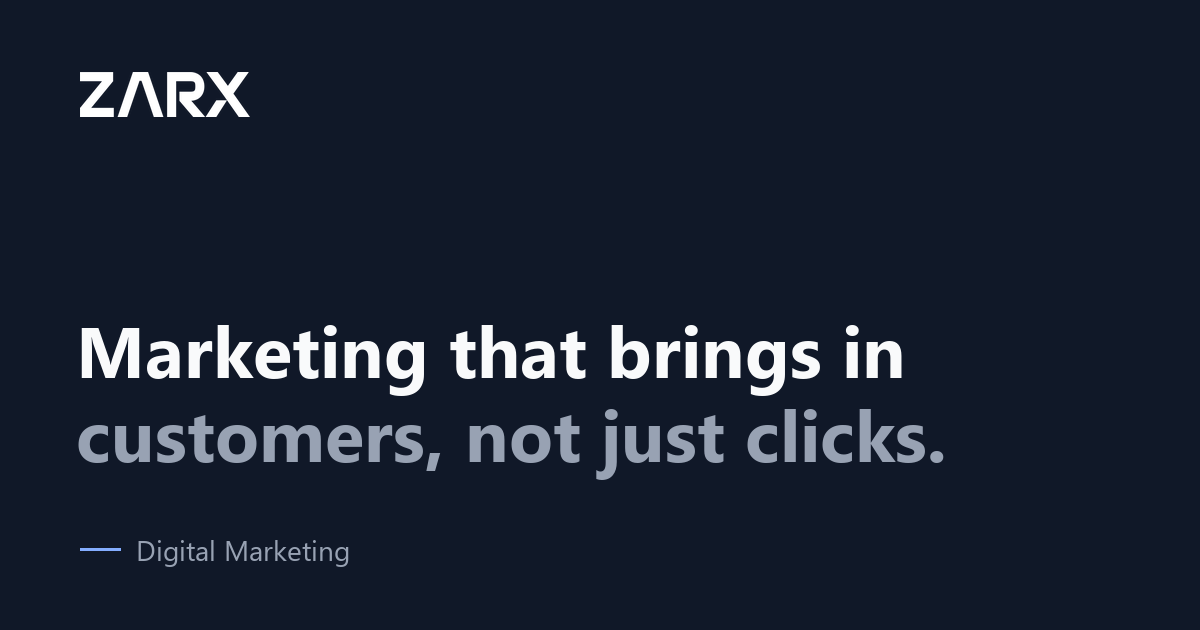 ZARX
Marketing that brings in
customers, not just clicks.
Digital Marketing